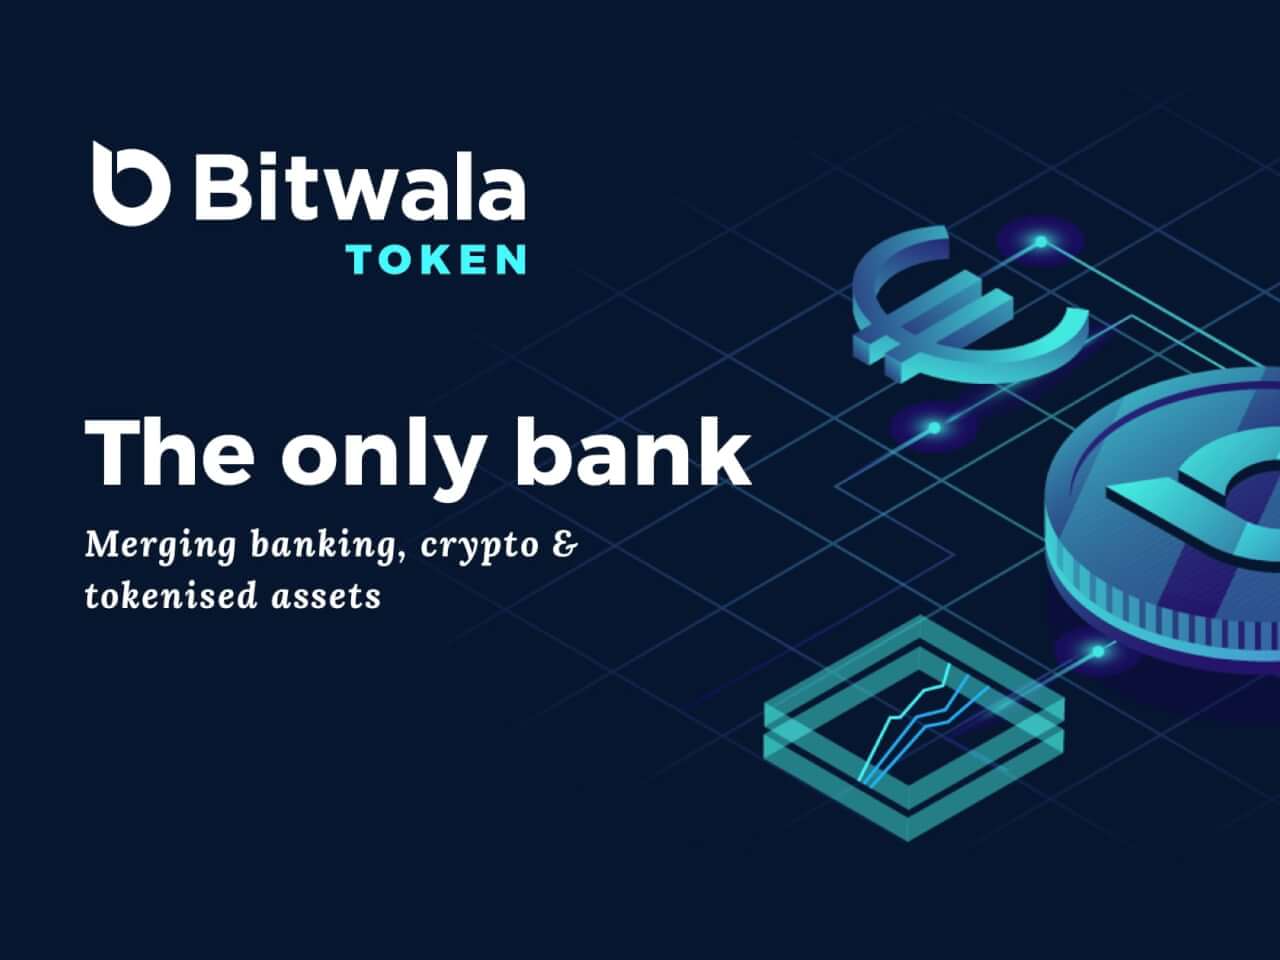 Bitwala
TOKEN
The only bank
Merging banking, crypto &
tokenised assets